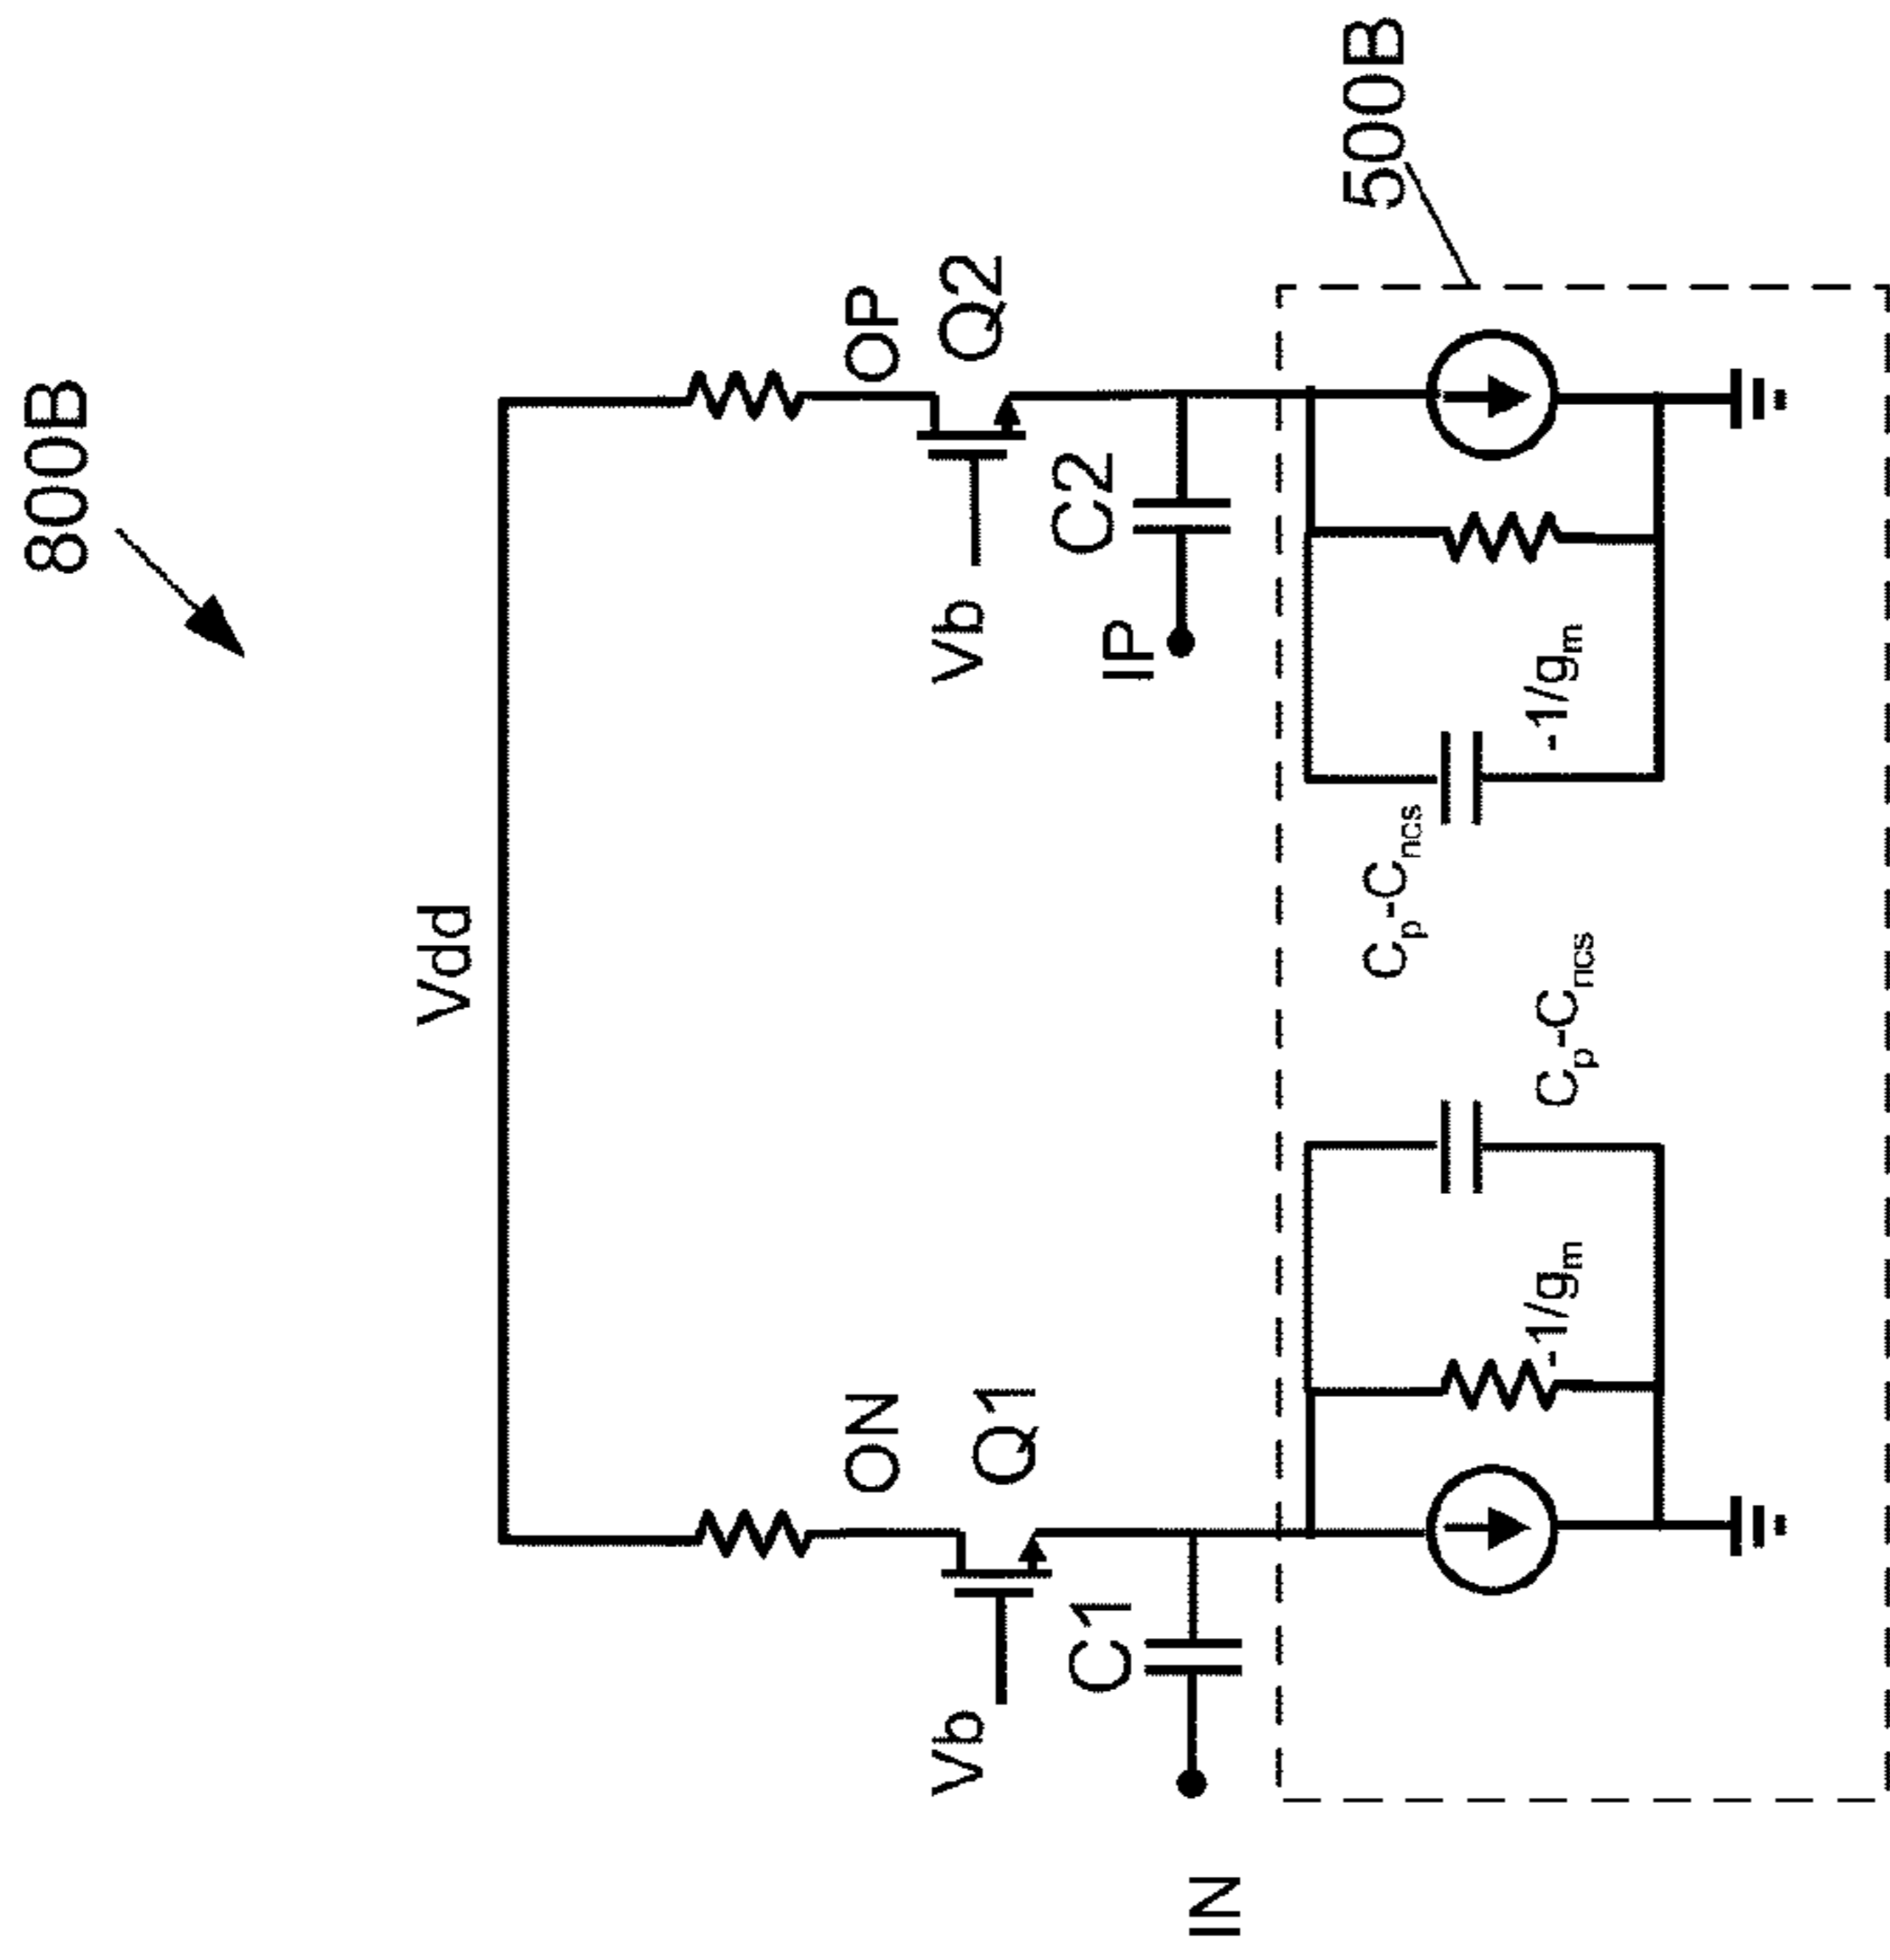 800B
Vdd
ON
OP
Q1
Q2
Vb
Vb
C1
C2
IN
IP
500B
-1/gm
Cp-Cncs
Cp-Cncs
-1/gm